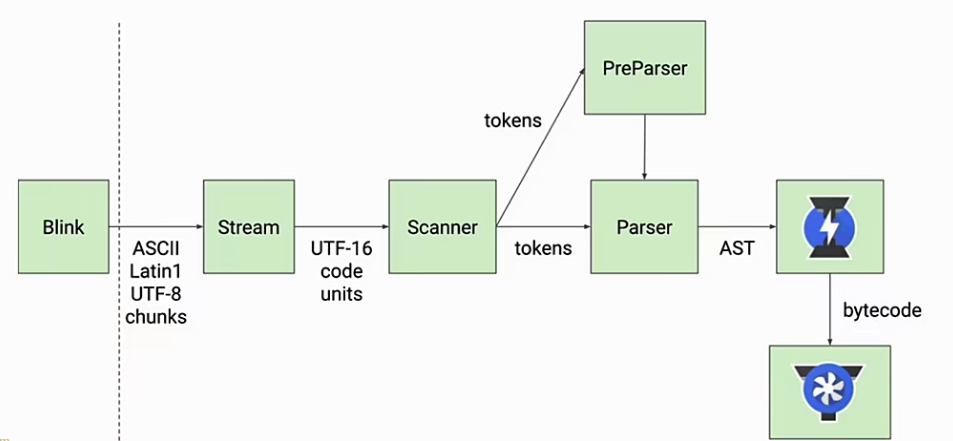 PreParser
tokens
Blink
Stream
Scanner
Parser
ASCII
Latin1
UTF-8
chunks
UTF-16
code
units
tokens
AST
bytecode